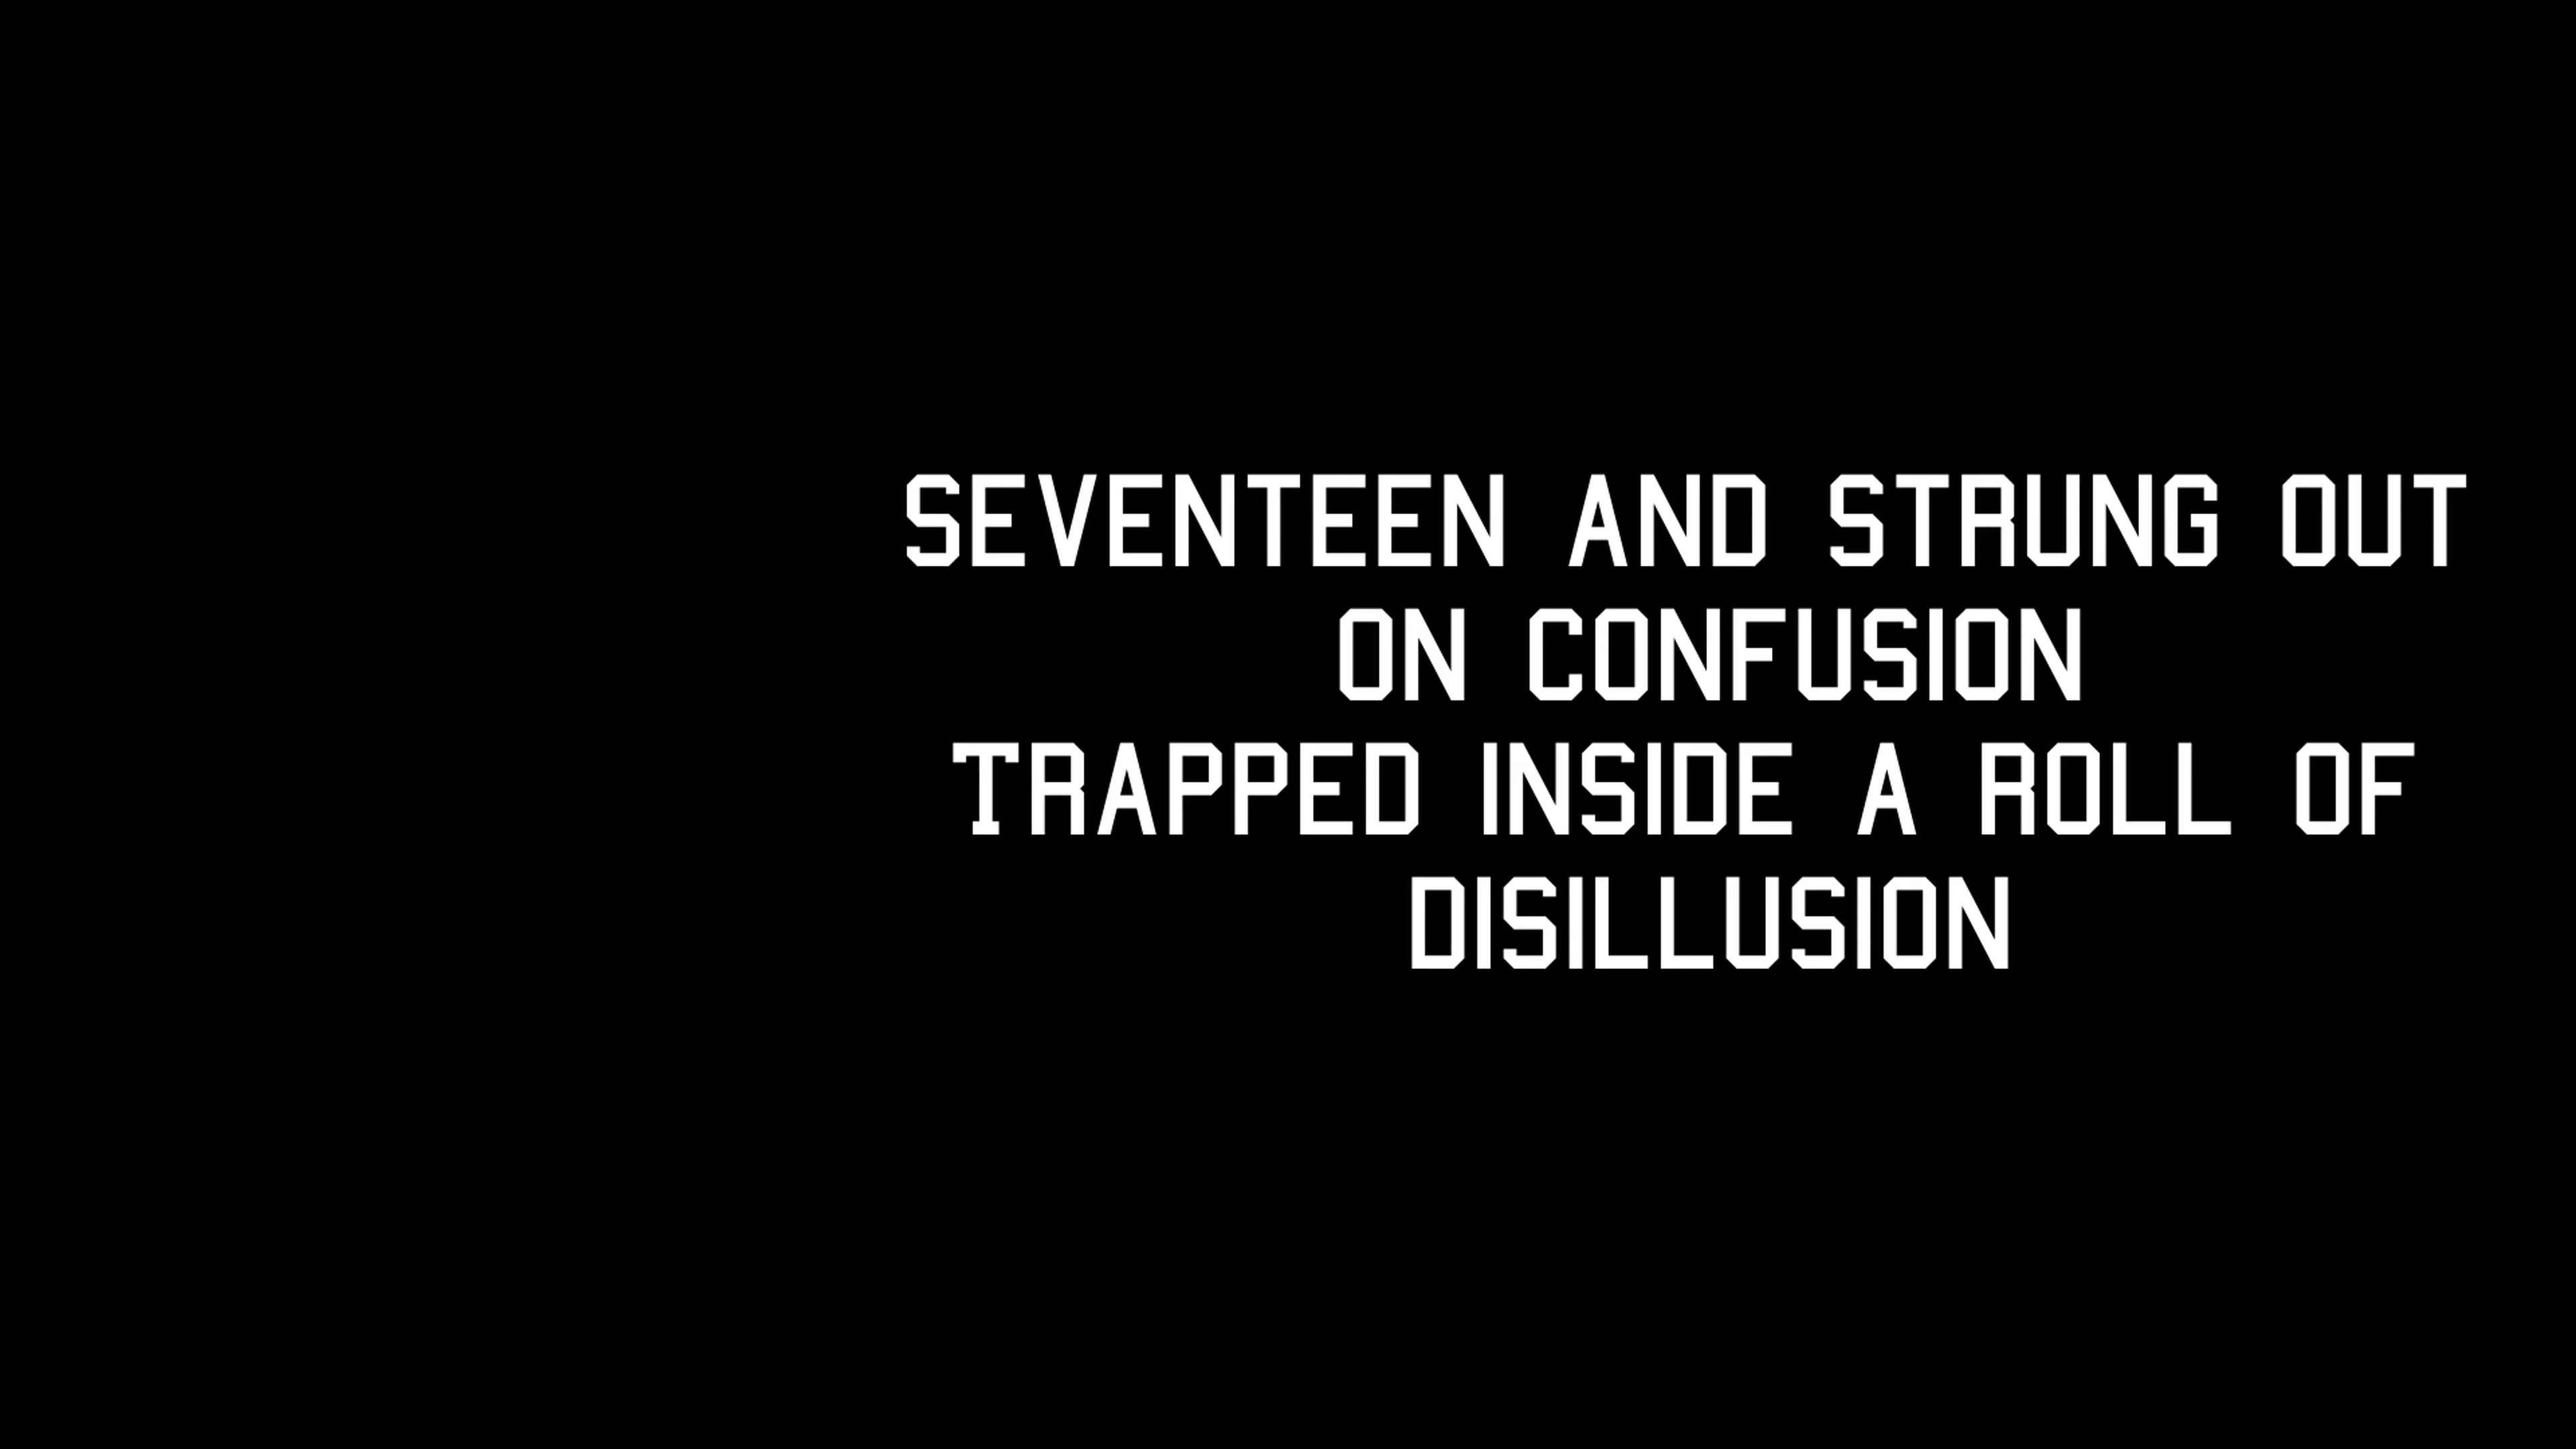 SEVENTEEN AND STRUNG OUT
ON CONFUSION
TRAPPED INSIDE A ROLL OF
DISILLUSION